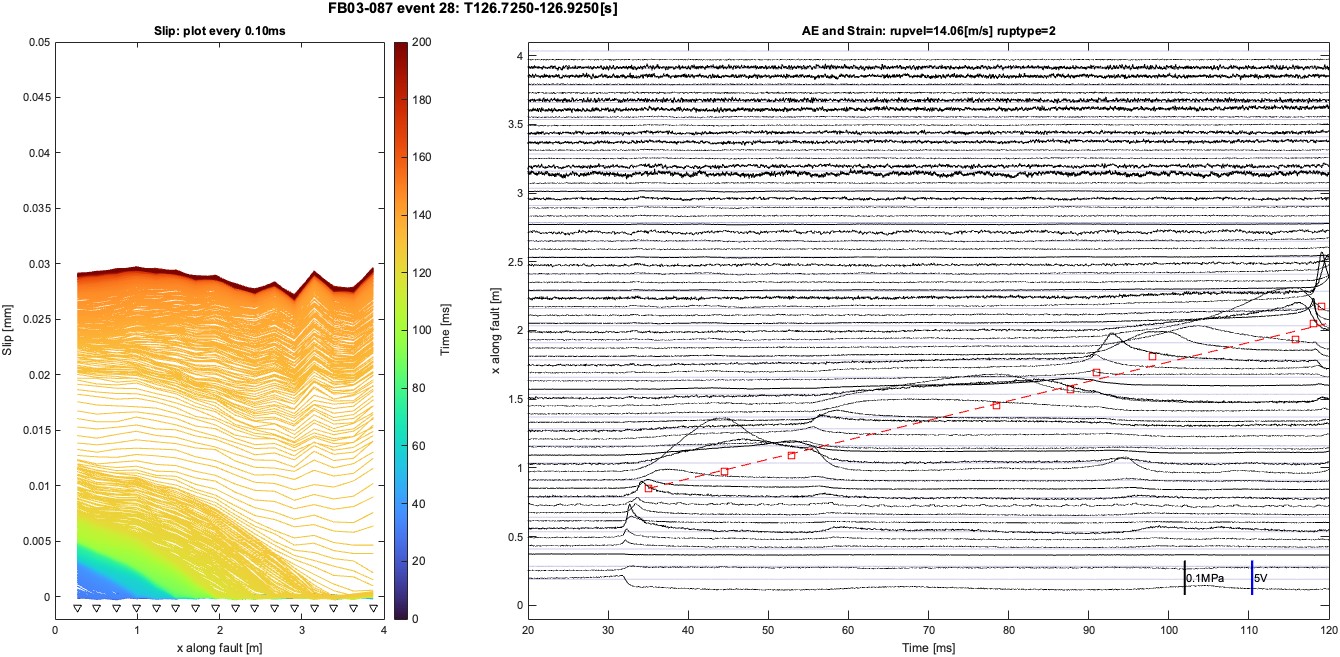 FB03-087 event 28: T126.7250-126.9250[s]
Slip: plot every 0.10ms
0.05
0.045
0.04
0.035
0.03
0.025
0.02
0.015
0.01
0.005
0
Slip [mm]
0 1 2 3 4
x along fault [m]
200
180
160
140
120
100
80
60
40
20
0
Time [ms]
AE and Strain: rupvel=14.06[m/s] ruptype=2
4
3.5
3
2.5
2
1.5
1
0.5
0
x along fault [m]
0.1MPa
5V
20 30 40 50 60 70 80 90 100 110 120
Time [ms]